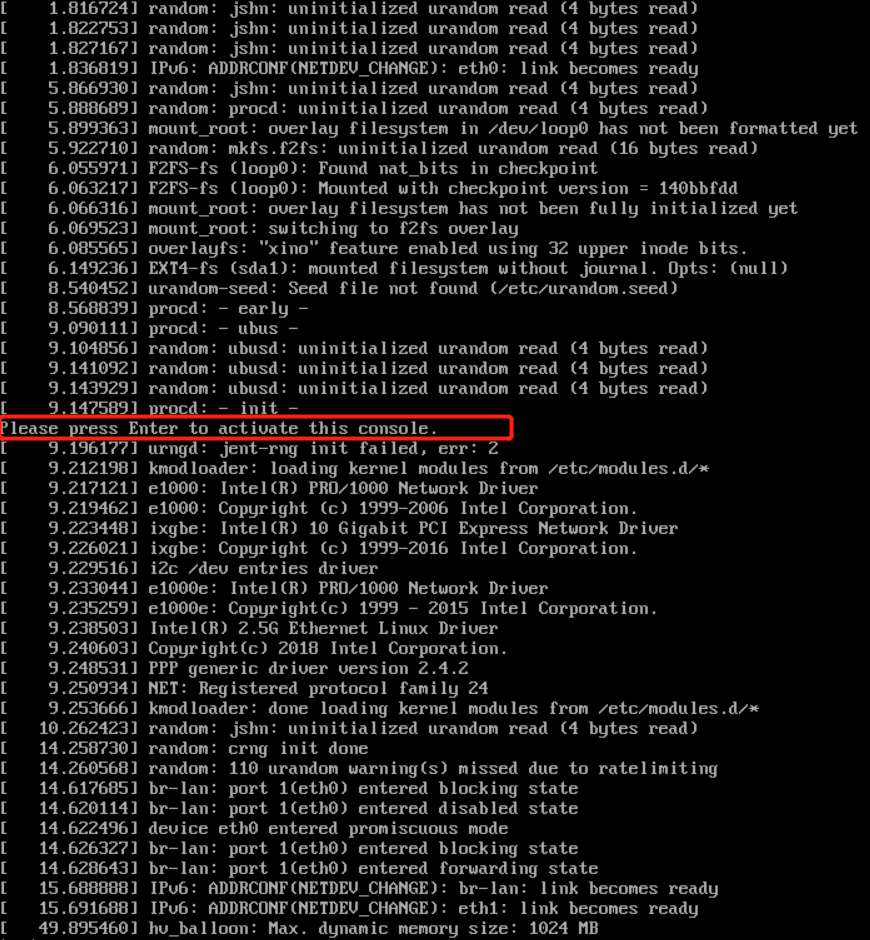 [    1.816724] random: jshn: uninitialized urandom read (4 bytes read)
[    1.822753] random: jshn: uninitialized urandom read (4 bytes read)
[    1.827167] random: jshn: uninitialized urandom read (4 bytes read)
[    1.836819] IPv6: ADDRCONF(NETDEV_CHANGE): eth0: link becomes ready
[    5.866930] random: jshn: uninitialized urandom read (4 bytes read)
[    5.888689] random: procd: uninitialized urandom read (4 bytes read)
[    5.899363] mount_root: overlay filesystem in /dev/loop0 has not been formatted yet
[    5.922710] random: mkfs.f2fs: uninitialized urandom read (16 bytes read)
[    6.055971] F2FS-fs (loop0): Found nat_bits in checkpoint
[    6.063217] F2FS-fs (loop0): Mounted with checkpoint version = 140bbfdd
[    6.066316] mount_root: overlay filesystem has not been fully initialized yet
[    6.069523] mount_root: switching to f2fs overlay
[    6.085565] overlayfs: "xino" feature enabled using 32 upper inode bits.
[    6.149236] EXT4-fs (sda1): mounted filesystem without journal. Opts: (null)
[    8.540452] urandom-seed: Seed file not found (/etc/urandom.seed)
[    8.568839] procd: - early -
[    9.090111] procd: - ubus -
[    9.104856] random: ubusd: uninitialized urandom read (4 bytes read)
[    9.141092] random: ubusd: uninitialized urandom read (4 bytes read)
[    9.143929] random: ubusd: uninitialized urandom read (4 bytes read)
[    9.147589] procd: - init -
Please press Enter to activate this console.
[    9.196177] urngd: jent-rng init failed, err: 2
[    9.212198] kmodloader: loading kernel modules from /etc/modules.d/*
[    9.217121] e1000: Intel(R) PRO/1000 Network Driver
[    9.219462] e1000: Copyright (c) 1999-2006 Intel Corporation.
[    9.223448] ixgbe: Intel(R) 10 Gigabit PCI Express Network Driver
[    9.226021] ixgbe: Copyright (c) 1999-2016 Intel Corporation.
[    9.229516] i2c /dev entries driver
[    9.233044] e1000e: Intel(R) PRO/1000 Network Driver
[    9.235259] e1000e: Copyright(c) 1999 - 2015 Intel Corporation.
[    9.238503] Intel(R) 2.5G Ethernet Linux Driver
[    9.240603] Copyright(c) 2018 Intel Corporation.
[    9.248531] PPP generic driver version 2.4.2
[    9.250934] NET: Registered protocol family 24
[    9.253666] kmodloader: done loading kernel modules from /etc/modules.d/*
[   10.262423] random: jshn: uninitialized urandom read (4 bytes read)
[   14.258730] random: crng init done
[   14.260568] random: 110 urandom warning(s) missed due to ratelimiting
[   14.617685] br-lan: port 1(eth0) entered blocking state
[   14.620114] br-lan: port 1(eth0) entered disabled state
[   14.622496] device eth0 entered promiscuous mode
[   14.626327] br-lan: port 1(eth0) entered blocking state
[   14.628643] br-lan: port 1(eth0) entered forwarding state
[   15.688888] IPv6: ADDRCONF(NETDEV_CHANGE): br-lan: link becomes ready
[   15.691688] IPv6: ADDRCONF(NETDEV_CHANGE): eth1: link becomes ready
[   49.895460] hv_balloon: Max. dynamic memory size: 1024 MB